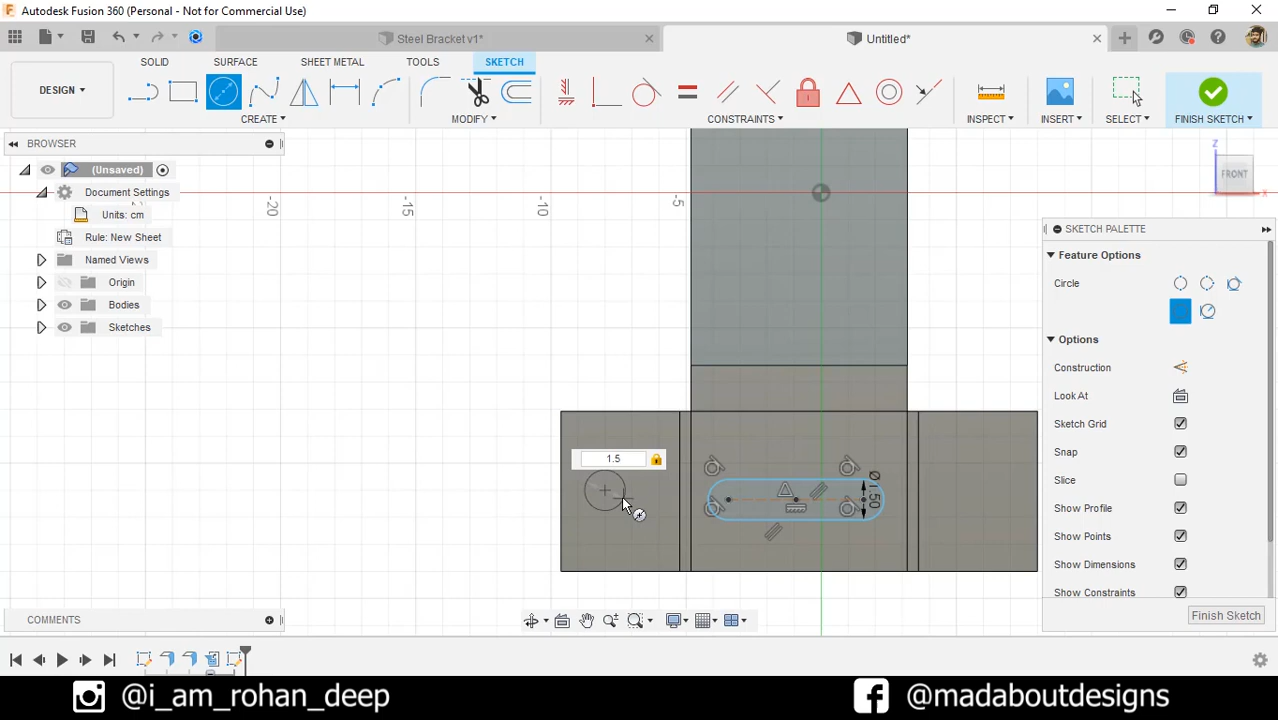 Autodesk Fusion 360 (Personal - Not for Commercial Use)
Steel Bracket v1*
Untitled*
DESIGN
SOLID
SURFACE
SHEET METAL
TOOLS
SKETCH
CREATE
MODIFY
CONSTRAINTS
INSPECT
INSERT
SELECT
FINISH SKETCH
BROWSER
(Unsaved)
Document Settings
Units: cm
Rule: New Sheet
Named Views
Origin
Bodies
Sketches
-20
-15
-10
-5
Z
FRONT
X
1.5
Ø1.50
SKETCH PALETTE
Feature Options
Circle
Options
Construction
Look At
Sketch Grid
Snap
Slice
Show Profile
Show Points
Show Dimensions
Show Constraints
Finish Sketch
COMMENTS
@i_am_rohan_deep
@madaboutdesigns